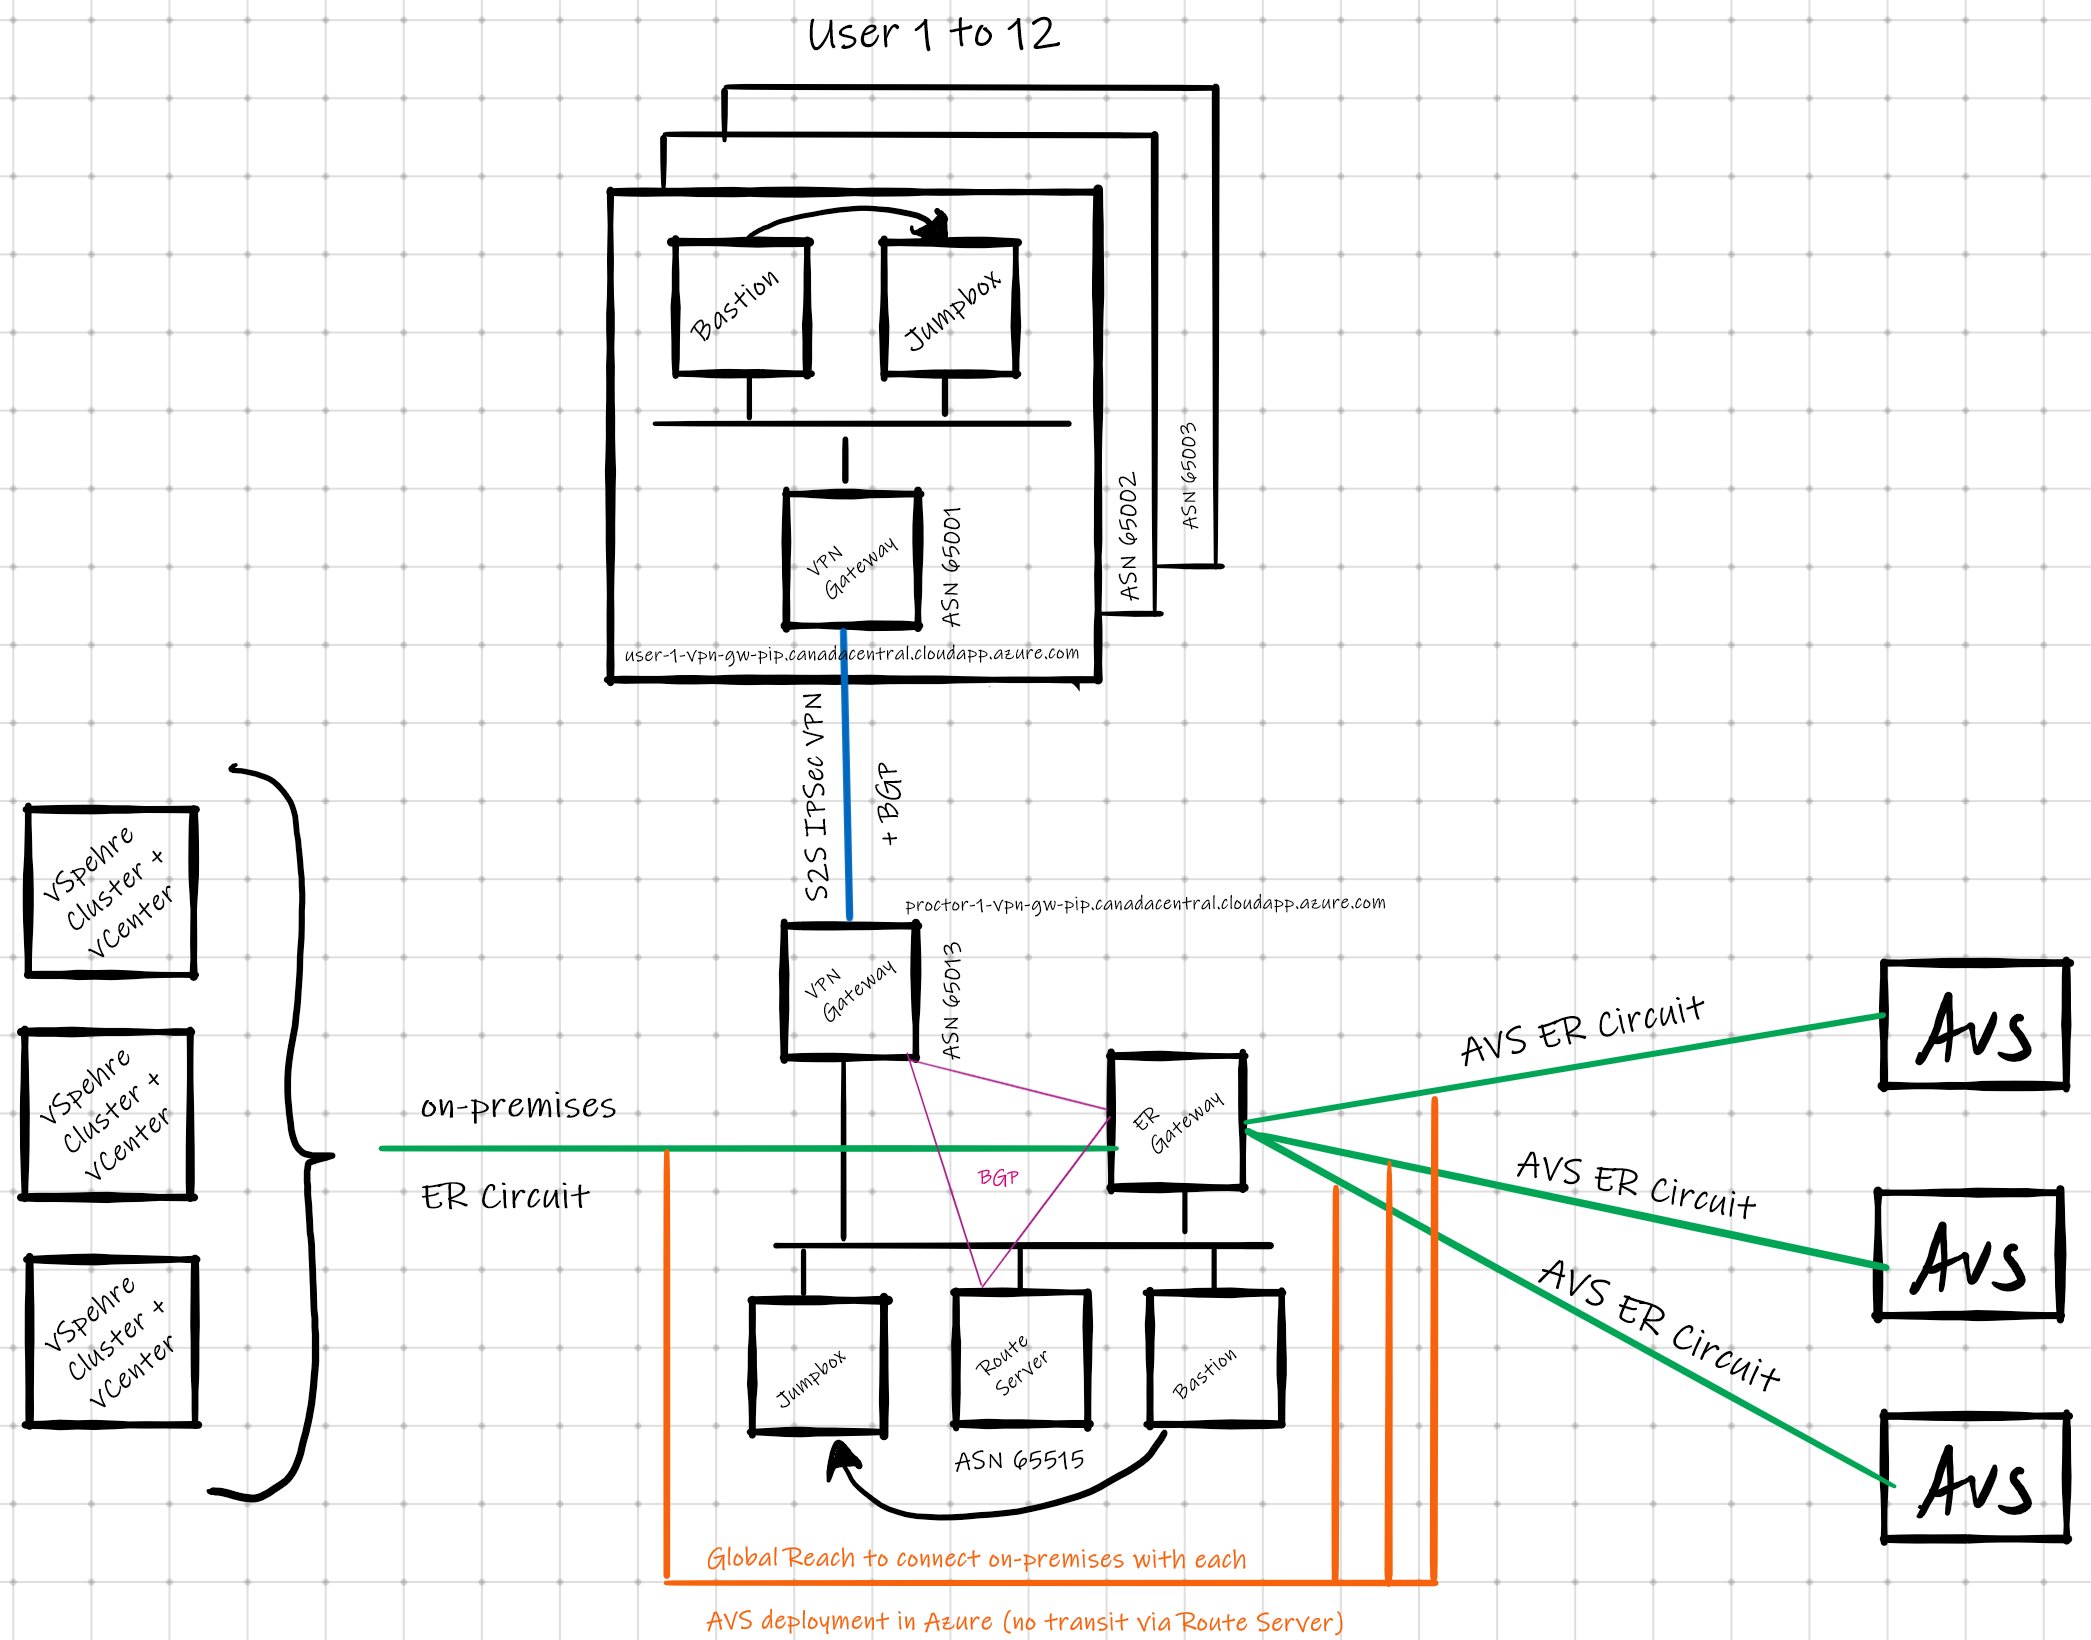 User 1 to 12
Bastion
Jumpbox
ASN 65003
ASN 65002
VPN
Gateway
ASN 65001
user-1-vpn-gw-pip.canadacentral.cloudapp.azure.com
S2S IPSec VPN
+ BGP
vSpehre
Cluster +
vCenter
vSpehre
Cluster +
vCenter
vSpehre
Cluster +
vCenter
proctor-1-vpn-gw-pip.canadacentral.cloudapp.azure.com
VPN
Gateway
ASN 65013
on-premises
ER Circuit
BGP
ER
Gateway
AVS ER Circuit
AVS ER Circuit
AVS ER Circuit
AVS
AVS
AVS
Jumpbox
Route
Server
Bastion
ASN 65515
Global Reach to connect on-premises with each
AVS deployment in Azure (no transit via Route Server)